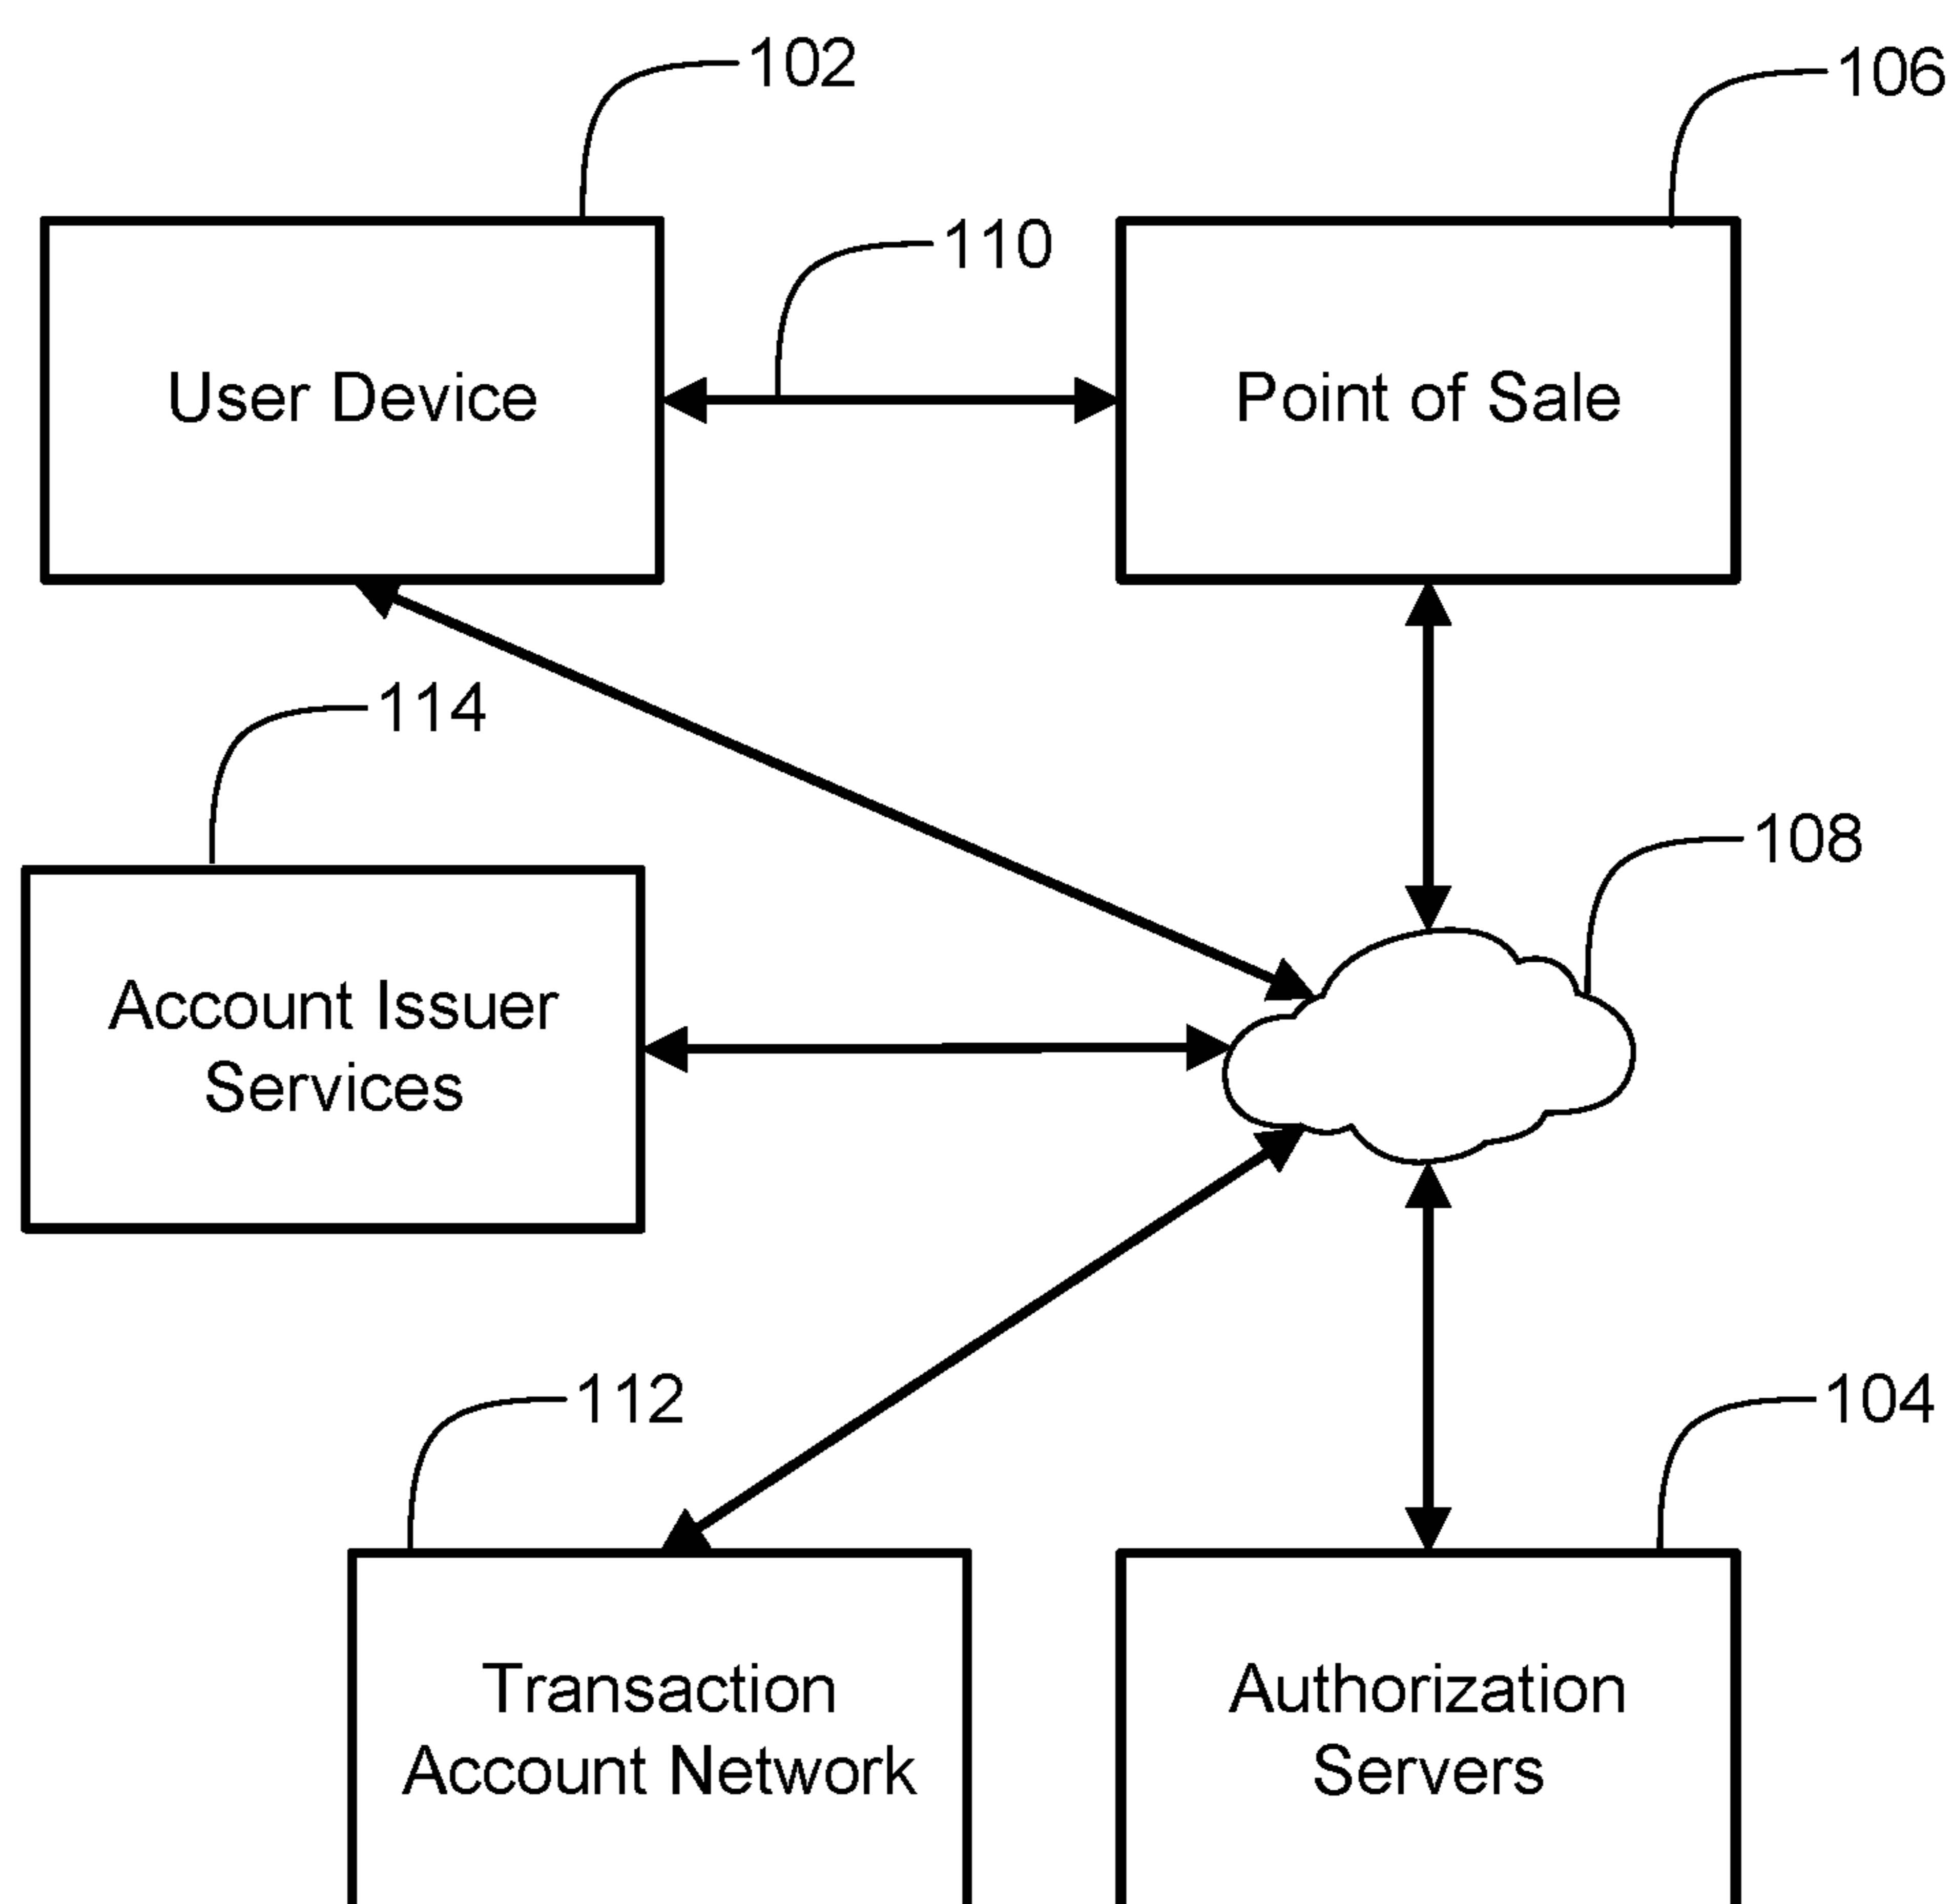 102
106
110
User Device
Point of Sale
114
108
Account Issuer
Services
112
104
Transaction
Account Network
Authorization
Servers